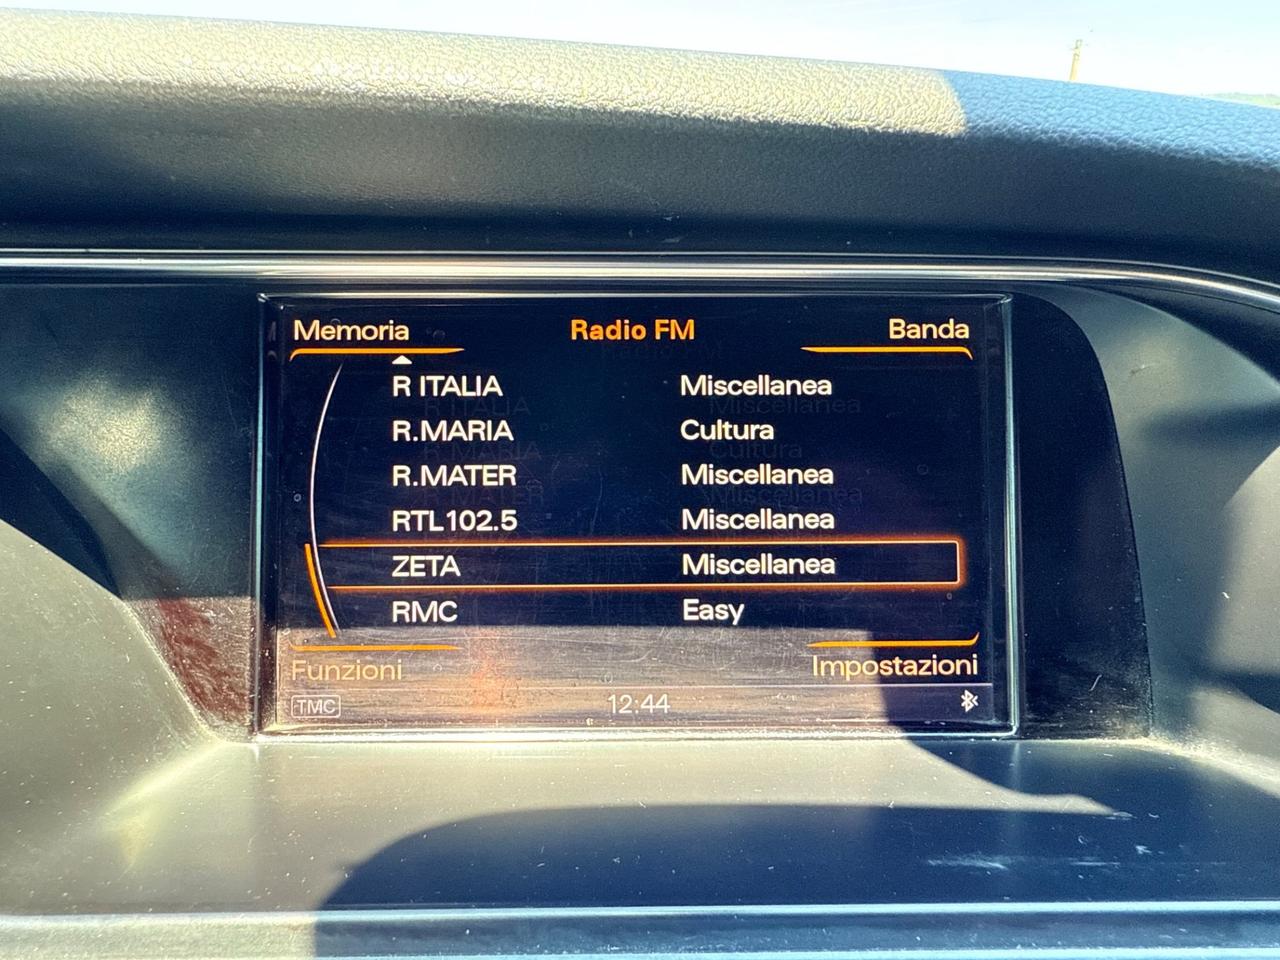 Memoria Radio FM Banda
R ITALIA Miscellanea
R.MARIA Cultura
R.MATER Miscellanea
RTL102.5 Miscellanea
ZETA Miscellanea
RMC Easy
Funzioni Impostazioni
TMC 12:44